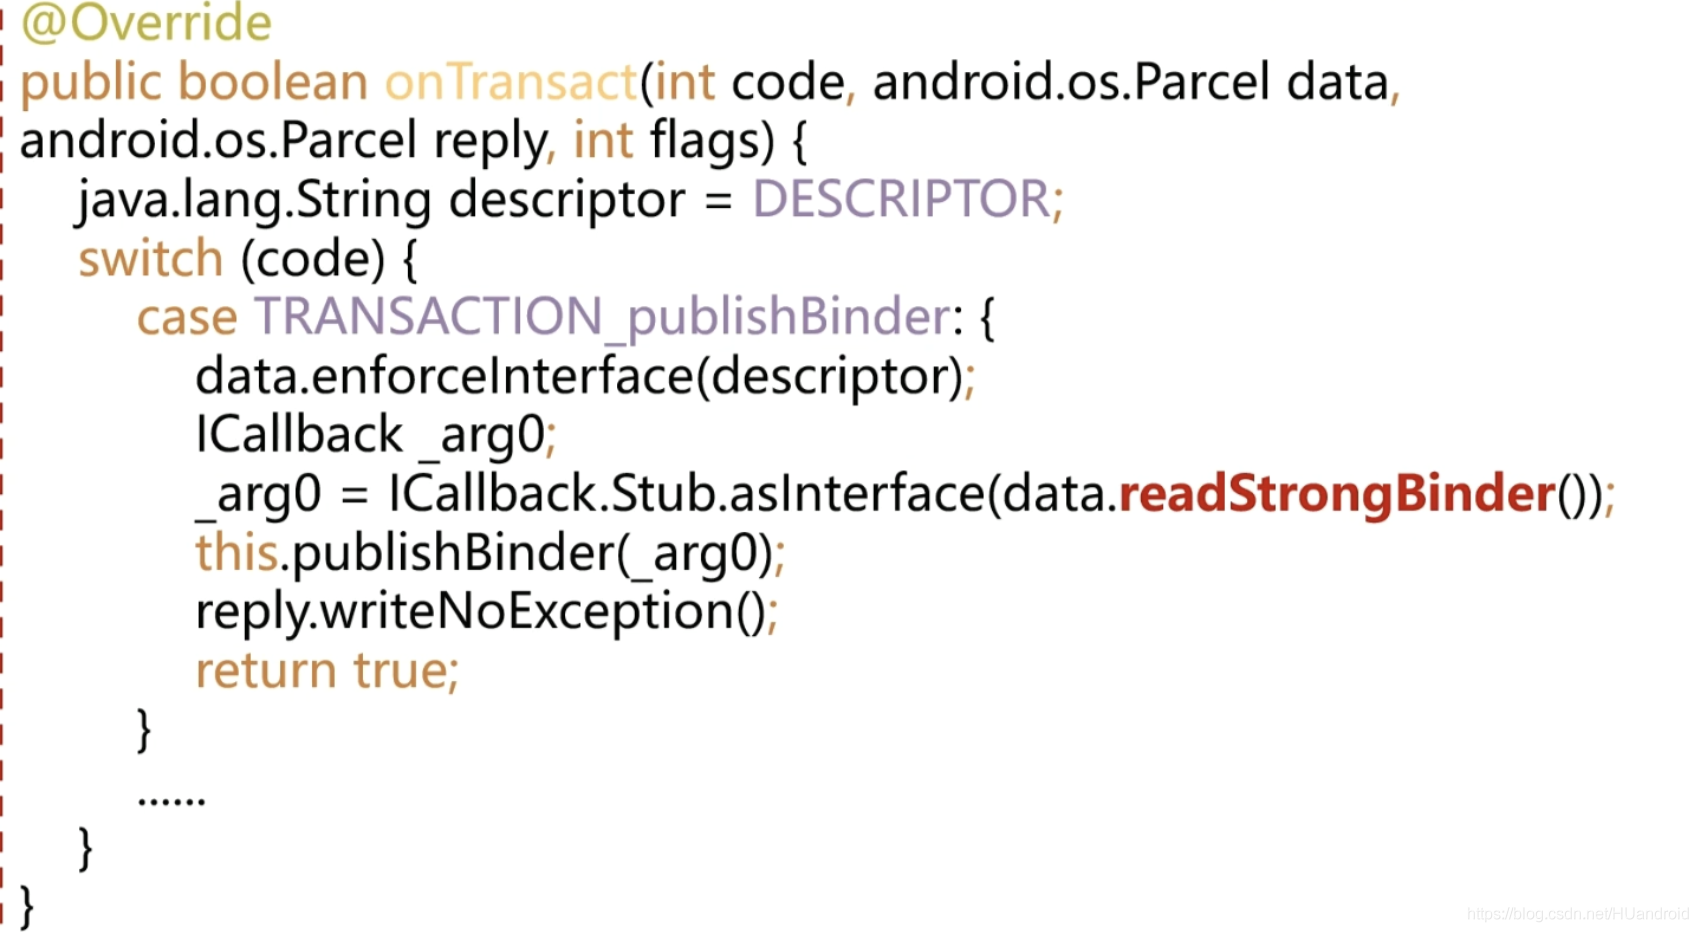 @Override
public boolean onTransact(int code, android.os.Parcel data,
android.os.Parcel reply, int flags) {
java.lang.String descriptor = DESCRIPTOR;
switch (code) {
case TRANSACTION_publishBinder: {
data.enforceInterface(descriptor);
ICallback _arg0;
_arg0 = ICallback.Stub.asInterface(data.readStrongBinder());
this.publishBinder(_arg0);
reply.writeNoException();
return true;
}
......
}
}
https://blog.csdn.net/HUandroid